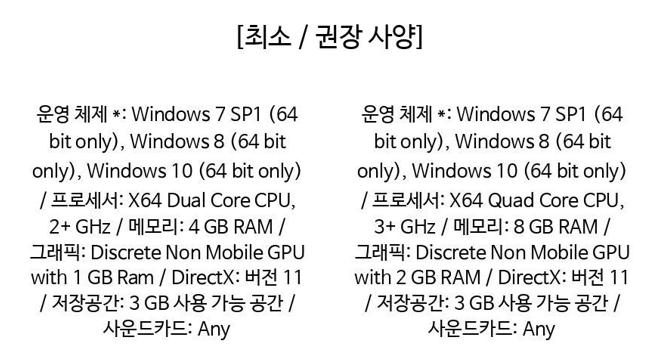 [최소 / 권장 사양]
운영 체제 *: Windows 7 SP1 (64
bit only), Windows 8 (64 bit
only), Windows 10 (64 bit only)
/ 프로세서: X64 Dual Core CPU,
2+ GHz / 메모리: 4 GB RAM /
그래픽: Discrete Non Mobile GPU
with 1 GB Ram / DirectX: 버전 11
/ 저장공간: 3 GB 사용 가능 공간 /
사운드카드: Any
운영 체제 *: Windows 7 SP1 (64
bit only), Windows 8 (64 bit
only), Windows 10 (64 bit only)
/ 프로세서: X64 Quad Core CPU,
3+ GHz / 메모리: 8 GB RAM /
그래픽: Discrete Non Mobile GPU
with 2 GB RAM / DirectX: 버전 11
/ 저장공간: 3 GB 사용 가능 공간 /
사운드카드: Any